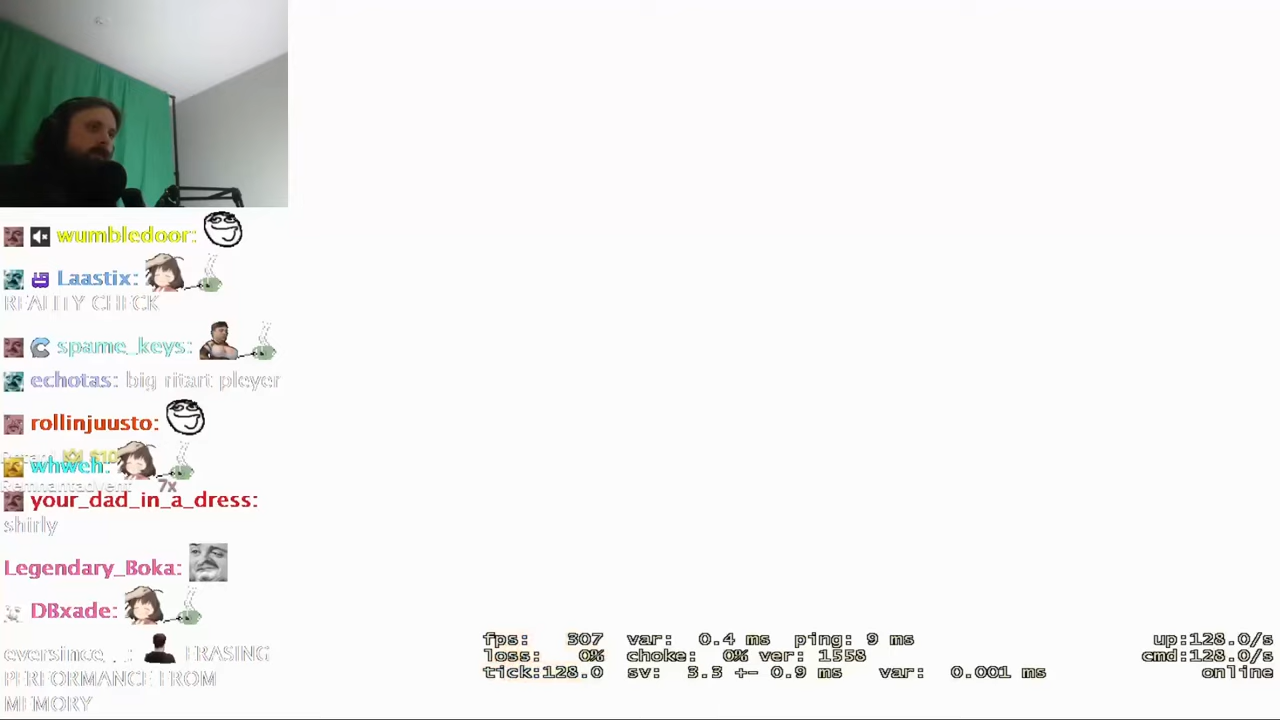 wumbledoor:
Laastix:
REALITY CHECK
spame_keys:
echotas: big ritart pleyer
rollinjuusto:
whweh:
7x
your_dad_in_a_dress:
shirly
Legendary_Boka:
DBxade:
eversince_ : ERASING
PERFORMANCE FROM
MEMORY
fps: 307 var: 0.4 ms ping: 9 ms up:128.0/s
loss: 0% choke: 0% ver: 1558 cmd:128.0/s
tick:128.0 sv: 3.3 +- 0.9 ms var: 0.001 ms online